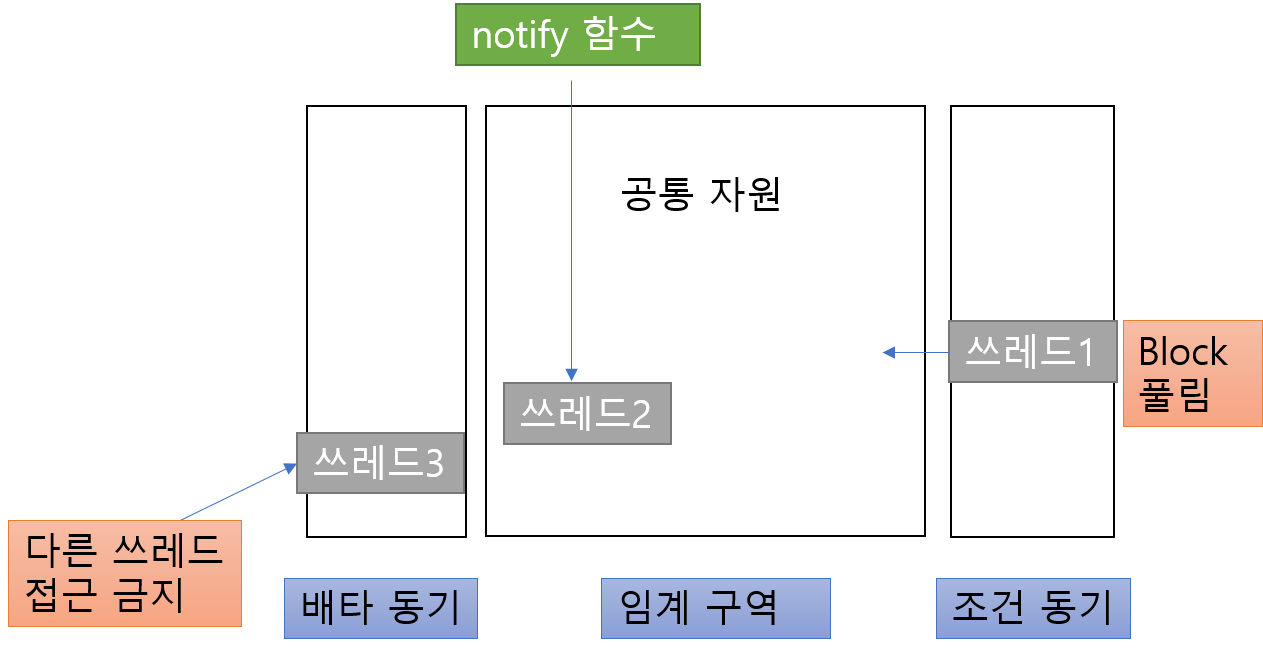 notify 함수
공통 자원
쓰레드1
Block
풀림
쓰레드2
쓰레드3
다른 쓰레드
접근 금지
배타 동기
임계 구역
조건 동기